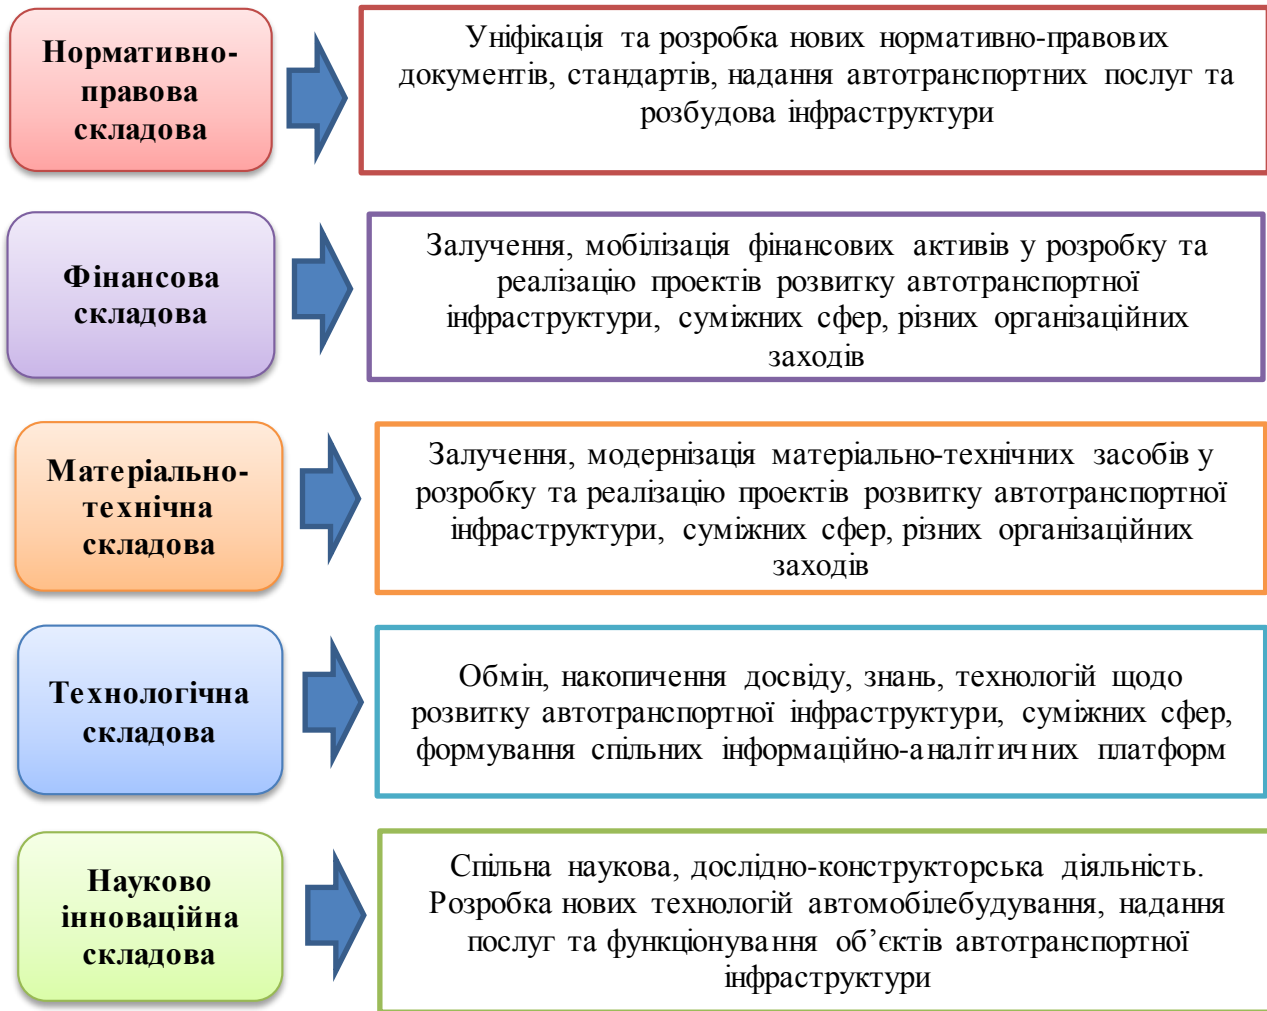 Нормативно-
правова
складова
Уніфікація та розробка нових нормативно-правових
документів, стандартів, надання автотранспортних послуг та
розбудова інфраструктури
Фінансова
складова
Залучення, мобілізація фінансових активів у розробку та
реалізацію проектів розвитку автотранспортної
інфраструктури, суміжних сфер, різних організаційних
заходів
Матеріально-
технічна
складова
Залучення, модернізація матеріально-технічних засобів у
розробку та реалізацію проектів розвитку автотранспортної
інфраструктури, суміжних сфер, різних організаційних
заходів
Технологічна
складова
Обмін, накопичення досвіду, знань, технологій щодо
розвитку автотранспортної інфраструктури, суміжних сфер,
формування спільних інформаційно-аналітичних платформ
Науково
інноваційна
складова
Спільна наукова, дослідно-конструкторська діяльність.
Розробка нових технологій автомобілебудування, надання
послуг та функціонування об’єктів автотранспортної
інфраструктури